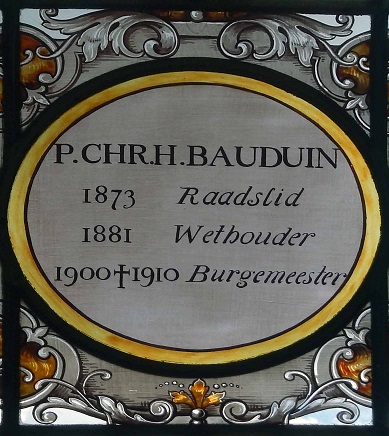 P.CHR.H.BAUDUIN
1873 Raadslid
1881 Wethouder
1900†1910 Burgemeester